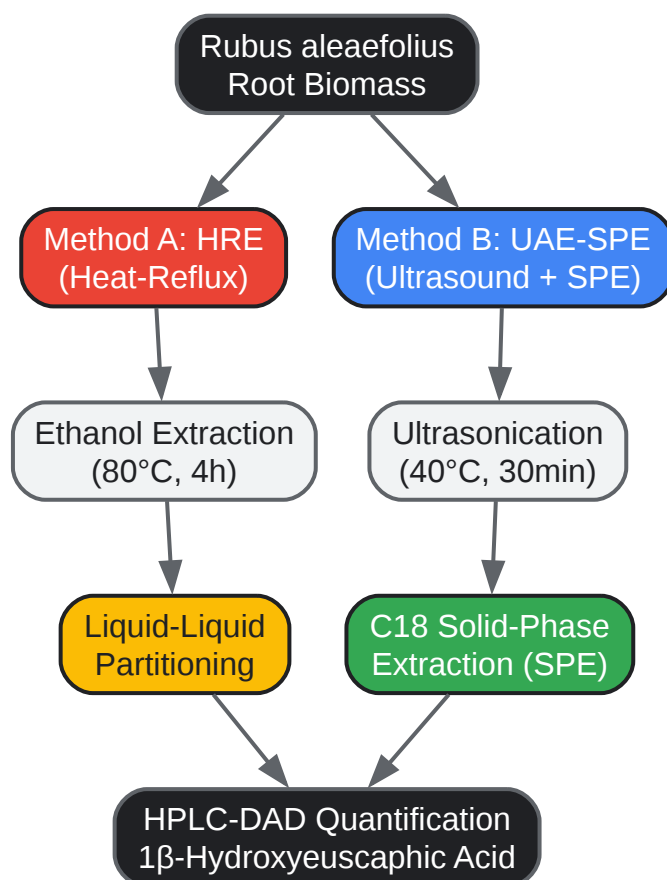 Rubus aleaefolius
Root Biomass
Method A: HRE
(Heat-Reflux)
Method B: UAE-SPE
(Ultrasound + SPE)
Ethanol Extraction
(80°C, 4h)
Ultrasonication
(40°C, 30min)
Liquid-Liquid
Partitioning
C18 Solid-Phase
Extraction (SPE)
HPLC-DAD Quantification
1β-Hydroxyeuscaphic Acid